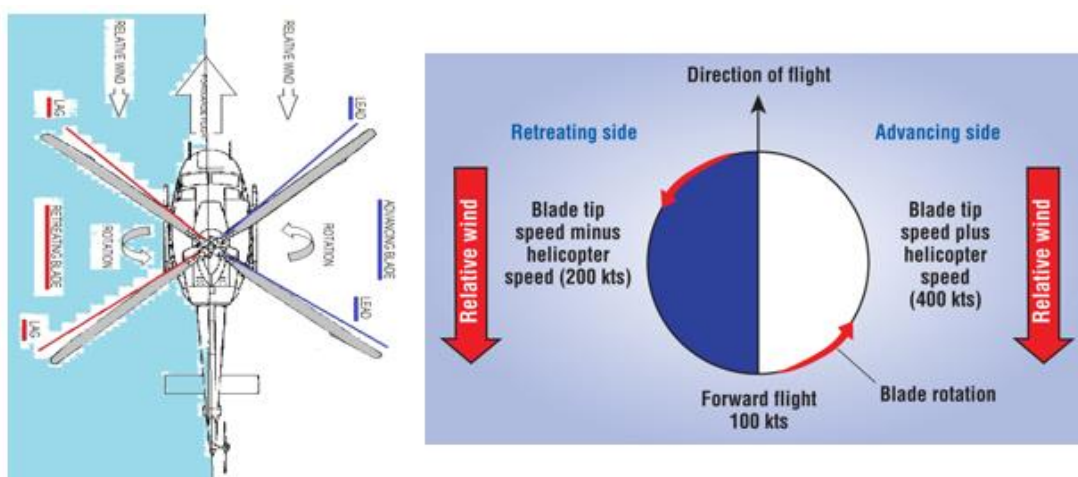 RELATIVE WIND
RELATIVE WIND
LAG
LEAD
RETREATING BLADE
ROTATION
ROTATION
ADVANCING BLADE
LAG
LEAD
Direction of flight
Retreating side
Advancing side
Relative wind
Blade tip
speed minus
helicopter
speed (200 kts)
Blade tip
speed plus
helicopter
speed
(400 kts)
Relative wind
Forward flight
100 kts
Blade rotation